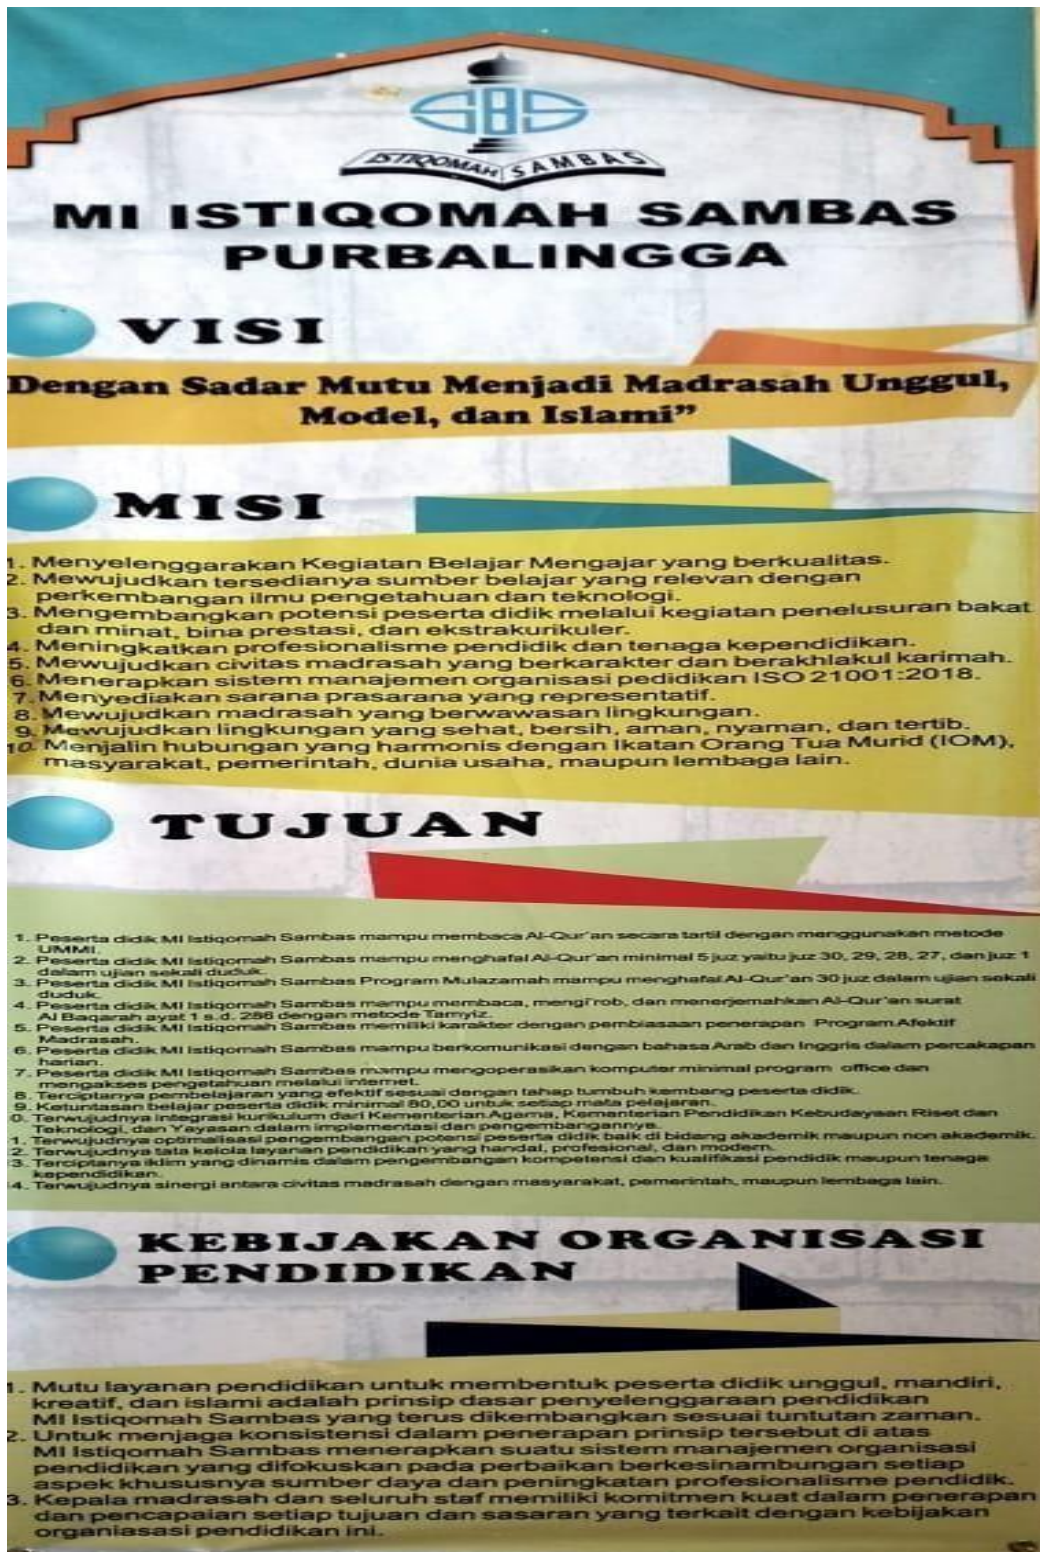 SBS
ISTIQOMAH SAMBAS
MI ISTIQOMAH SAMBAS
PURBALINGGA
VISI
Dengan Sadar Mutu Menjadi Madrasah Unggul,
Model, dan Islami”
MISI
1. Menyelenggarakan Kegiatan Belajar Mengajar yang berkualitas.
2. Mewujudkan tersedianya sumber belajar yang relevan dengan
perkembangan ilmu pengetahuan dan teknologi.
3. Mengembangkan potensi peserta didik melalui kegiatan penelusuran bakat
dan minat, bina prestasi, dan ekstrakurikuler.
4. Meningkatkan profesionalisme pendidik dan tenaga kependidikan.
5. Mewujudkan civitas madrasah yang berkarakter dan berakhlakul karimah.
6. Menerapkan sistem manajemen organisasi pedidikan ISO 21001:2018.
7. Menyediakan sarana prasarana yang representatif.
8. Mewujudkan madrasah yang berwawasan lingkungan.
9. Mewujudkan lingkungan yang sehat, bersih, aman, nyaman, dan tertib.
10. Menjalin hubungan yang harmonis dengan Ikatan Orang Tua Murid (IOM),
masyarakat, pemerintah, dunia usaha, maupun lembaga lain.
TUJUAN
1. Peserta didik MI Istiqomah Sambas mampu membaca Al-Qur'an secara tartil dengan menggunakan metode
UMMI.
2. Peserta didik MI Istiqomah Sambas mampu menghafal Al-Qur'an minimal 5 juz yaitu juz 30, 29, 28, 27, dan juz 1
dalam ujian sekali duduk.
3. Peserta didik MI Istiqomah Sambas Program Mulazamah mampu menghafal Al-Qur'an 30 juz dalam ujian sekali
duduk.
4. Peserta didik MI Istiqomah Sambas mampu membaca, mengi'rob, dan menerjemahkan Al-Qur'an surat
Al Baqarah ayat 1 s.d. 286 dengan metode Tamyiz.
5. Peserta didik MI Istiqomah Sambas memiliki karakter dengan pembiasaan penerapan Program Afektif
Madrasah.
6. Peserta didik MI Istiqomah Sambas mampu berkomunikasi dengan bahasa Arab dan Inggris dalam percakapan
harian.
7. Peserta didik MI Istiqomah Sambas mampu mengoperasikan komputer minimal program office dan
mengakses pengetahuan melalui internet.
8. Terciptanya pembelajaran yang efektif sesuai dengan tahap tumbuh kembang peserta didik.
9. Ketuntasan belajar peserta didik minimal 80,00 untuk setiap mata pelajaran.
0. Terwujudnya integrasi kurikulum dari Kementerian Agama, Kementerian Pendidikan Kebudayaan Riset dan
Teknologi, dan Yayasan dalam implementasi dan pengembangannya.
1. Terwujudnya optimalisasi pengembangan potensi peserta didik baik di bidang akademik maupun non akademik.
2. Terwujudnya tata kelola layanan pendidikan yang handal, profesional, dan modern.
3. Terciptanya iklim yang dinamis dalam pengembangan kompetensi dan kualifikasi pendidik maupun tenaga
kependidikan.
4. Terwujudnya sinergi antara civitas madrasah dengan masyarakat, pemerintah, maupun lembaga lain.
KEBIJAKAN ORGANISASI
PENDIDIKAN
1. Mutu layanan pendidikan untuk membentuk peserta didik unggul, mandiri,
kreatif, dan islami adalah prinsip dasar penyelenggaraan pendidikan
MI Istiqomah Sambas yang terus dikembangkan sesuai tuntutan zaman.
2. Untuk menjaga konsistensi dalam penerapan prinsip tersebut di atas
MI Istiqomah Sambas menerapkan suatu sistem manajemen organisasi
pendidikan yang difokuskan pada perbaikan berkesinambungan setiap
aspek khususnya sumber daya dan peningkatan profesionalisme pendidik.
3. Kepala madrasah dan seluruh staf memiliki komitmen kuat dalam penerapan
dan pencapaian setiap tujuan dan sasaran yang terkait dengan kebijakan
organiasasi pendidikan ini.